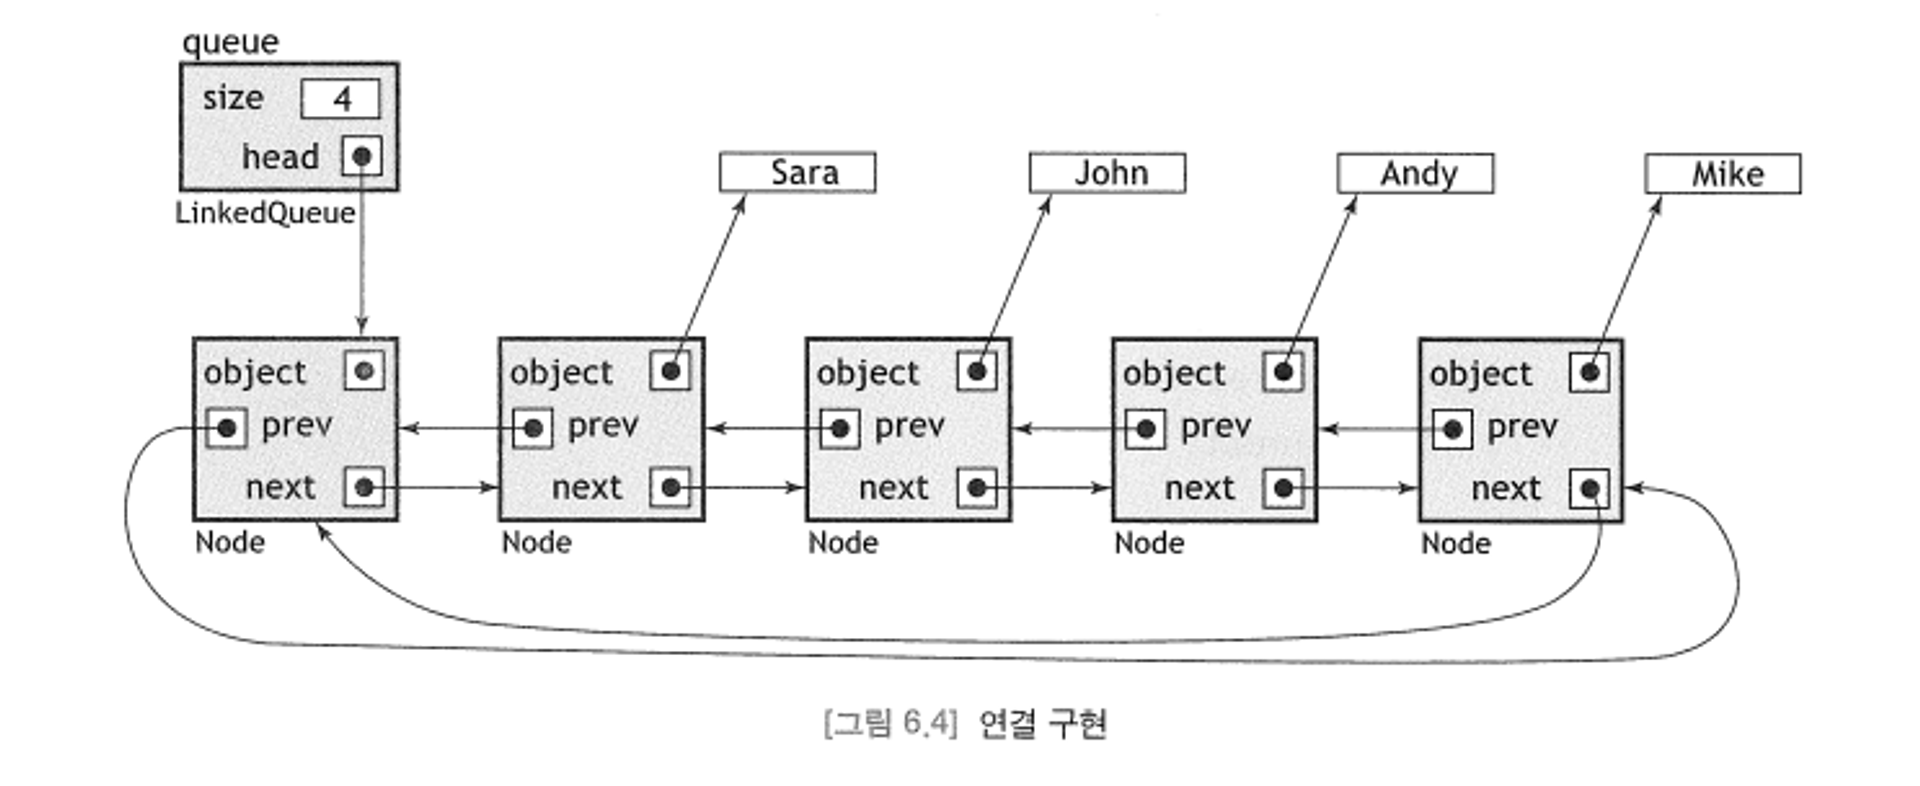 queue
size 4
head
LinkedQueue
Sara John Andy Mike
object object object object object
prev prev prev prev prev
next next next next next
Node Node Node Node Node
[그림 6.4] 연결 구현